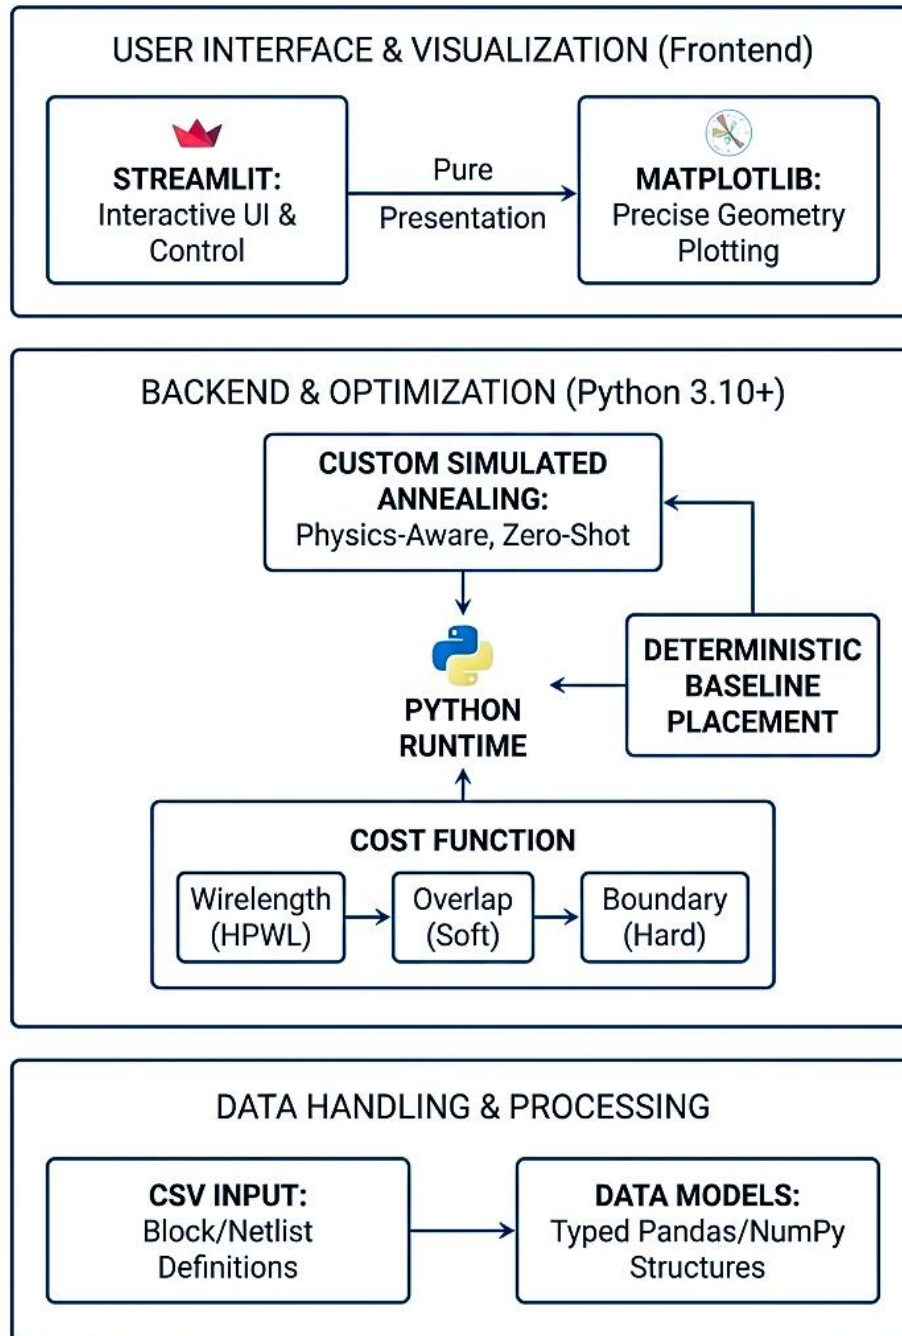 USER INTERFACE & VISUALIZATION (Frontend)
STREAMLIT:
Interactive UI &
Control
Pure
Presentation
MATPLOTLIB:
Precise Geometry
Plotting
BACKEND & OPTIMIZATION (Python 3.10+)
CUSTOM SIMULATED
ANNEALING:
Physics-Aware, Zero-Shot
DETERMINISTIC
BASELINE
PLACEMENT
PYTHON
RUNTIME
COST FUNCTION
Wirelength
(HPWL)
Overlap
(Soft)
Boundary
(Hard)
DATA HANDLING & PROCESSING
CSV INPUT:
Block/Netlist
Definitions
DATA MODELS:
Typed Pandas/NumPy
Structures